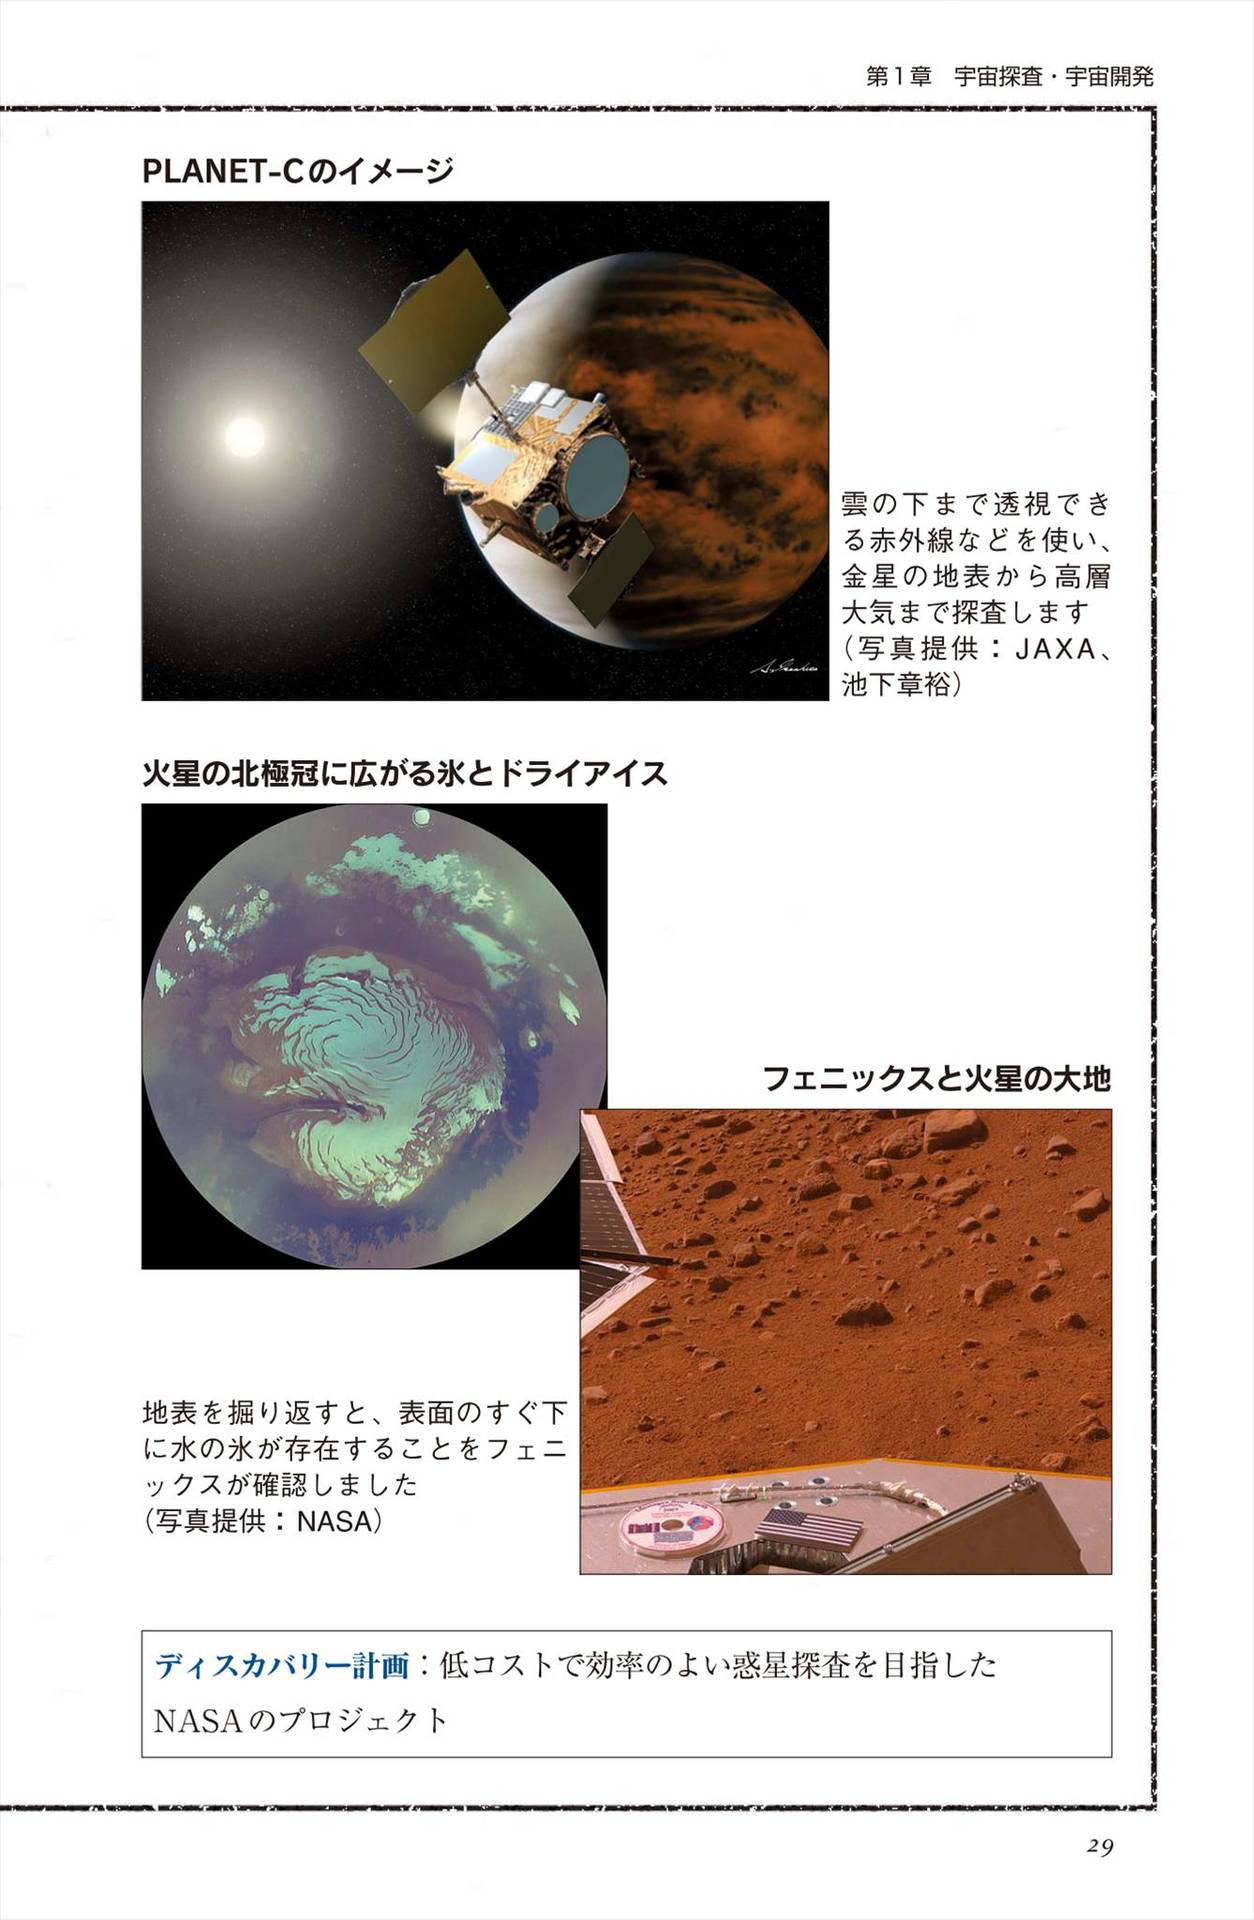 第1章　宇宙探査・宇宙開発
PLANET-Cのイメージ
雲の下まで透視でき
る赤外線などを使い、
金星の地表から高層
大気まで探査します
（写真提供：JAXA、
池下章裕）
火星の北極冠に広がる氷とドライアイス
フェニックスと火星の大地
地表を掘り返すと、表面のすぐ下
に水の氷が存在することをフェニ
ックスが確認しました
（写真提供：NASA）
ディスカバリー計画：低コストで効率のよい惑星探査を目指した
NASAのプロジェクト
29